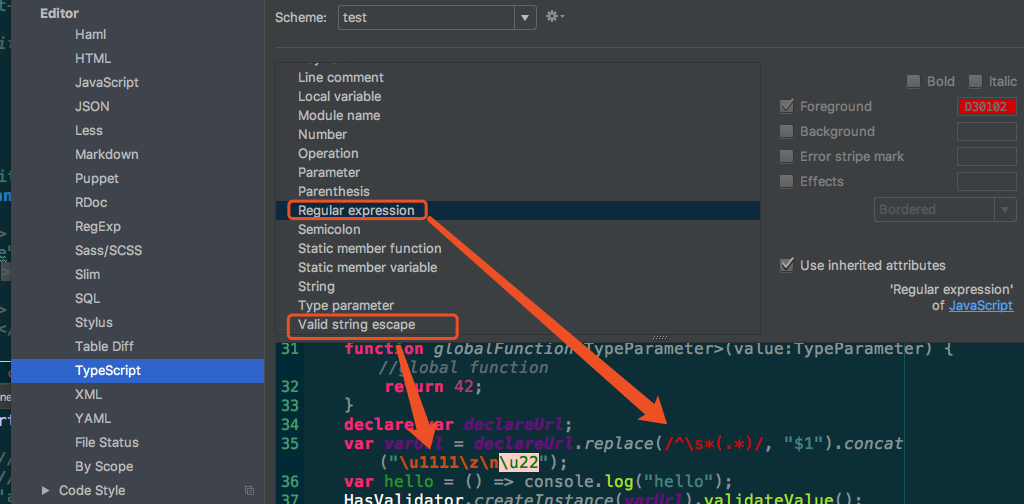 Editor
Haml
HTML
JavaScript
JSON
Less
Markdown
Puppet
RDoc
RegExp
Sass/SCSS
Slim
SQL
Stylus
Table Diff
TypeScript
XML
YAML
File Status
By Scope
Code Style
Scheme: test
Line comment
Local variable
Module name
Number
Operation
Parameter
Parenthesis
Regular expression
Semicolon
Static member function
Static member variable
String
Type parameter
Valid string escape
Bold Italic
Foreground D30102
Background
Error stripe mark
Effects
Bordered
Use inherited attributes
'Regular expression'
of JavaScript
31 function globalFunction<TypeParameter>(value:TypeParameter) {
//global function
32 return 42;
33 }
34 declare var declareUrl;
35 var varUrl = declareUrl.replace(/^\s*(.*)/, "$1").concat
("\u1111\z\n\u22");
36 var hello = () => console.log("hello");
37 HasValidator.createInstance(varUrl).validateValue();